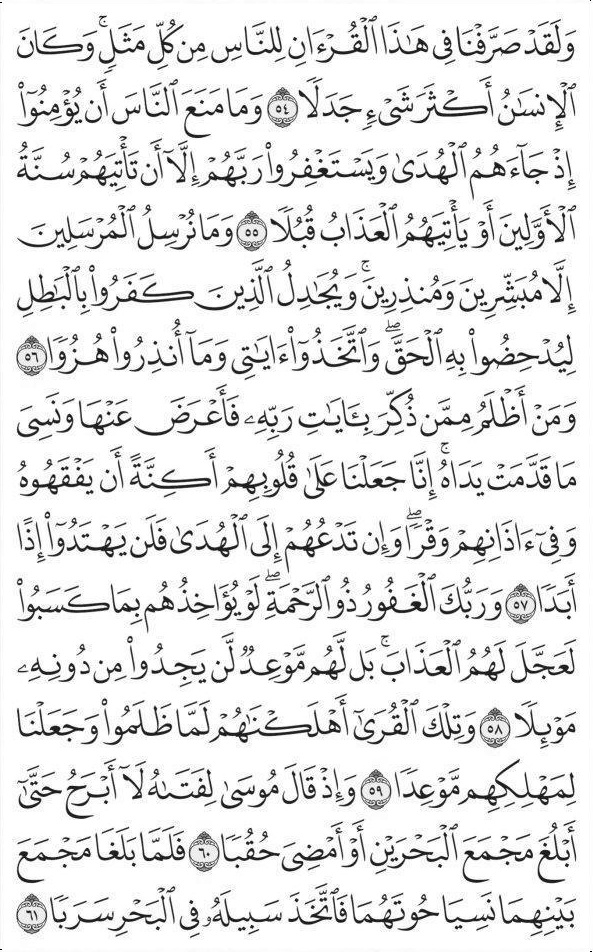 وَلَقَدْ صَرَّفْنَا فِي هَٰذَا ٱلْقُرْءَانِ لِلنَّاسِ مِن كُلِّ مَثَلٍۚ وَكَانَ
ٱلْإِنسَٰنُ أَكْثَرَ شَىْءٍ جَدَلًا ٥٤ وَمَا مَنَعَ ٱلنَّاسَ أَن يُؤْمِنُوٓا۟
إِذْ جَآءَهُمُ ٱلْهُدَىٰ وَيَسْتَغْفِرُوا۟ رَبَّهُمْ إِلَّآ أَن تَأْتِيَهُمْ سُنَّةُ
ٱلْأَوَّلِينَ أَوْ يَأْتِيَهُمُ ٱلْعَذَابُ قُبُلًا ٥٥ وَمَا نُرْسِلُ ٱلْمُرْسَلِينَ
إِلَّا مُبَشِّرِينَ وَمُنذِرِينَۚ وَيُجَٰدِلُ ٱلَّذِينَ كَفَرُوا۟ بِٱلْبَٰطِلِ
لِيُدْحِضُوا۟ بِهِ ٱلْحَقَّۖ وَٱتَّخَذُوٓا۟ ءَايَٰتِى وَمَآ أُنذِرُوا۟ هُزُوًا ٥٦
وَمَنْ أَظْلَمُ مِمَّن ذُكِّرَ بِـَٔايَٰتِ رَبِّهِۦ فَأَعْرَضَ عَنْهَا وَنَسِىَ
مَا قَدَّمَتْ يَدَاهُۚ إِنَّا جَعَلْنَا عَلَىٰ قُلُوبِهِمْ أَكِنَّةً أَن يَفْقَهُوهُ
وَفِىٓ ءَاذَانِهِمْ وَقْرًاۖ وَإِن تَدْعُهُمْ إِلَى ٱلْهُدَىٰ فَلَن يَهْتَدُوٓا۟ إِذًا
أَبَدًا ٥٧ وَرَبُّكَ ٱلْغَفُورُ ذُو ٱلرَّحْمَةِۖ لَوْ يُؤَاخِذُهُم بِمَا كَسَبُوا۟
لَعَجَّلَ لَهُمُ ٱلْعَذَابَۚ بَل لَّهُم مَّوْعِدٌ لَّن يَجِدُوا۟ مِن دُونِهِۦ
مَوْئِلًا ٥٨ وَتِلْكَ ٱلْقُرَىٰٓ أَهْلَكْنَٰهُمْ لَمَّا ظَلَمُوا۟ وَجَعَلْنَا
لِمَهْلِكِهِم مَّوْعِدًا ٥٩ وَإِذْ قَالَ مُوسَىٰ لِفَتَىٰهُ لَآ أَبْرَحُ حَتَّىٰٓ
أَبْلُغَ مَجْمَعَ ٱلْبَحْرَيْنِ أَوْ أَمْضِىَ حُقُبًا ٦٠ فَلَمَّا بَلَغَا مَجْمَعَ
بَيْنِهِمَا نَسِيَا حُوتَهُمَا فَٱتَّخَذَ سَبِيلَهُۥ فِى ٱلْبَحْرِ سَرَبًا ٦١